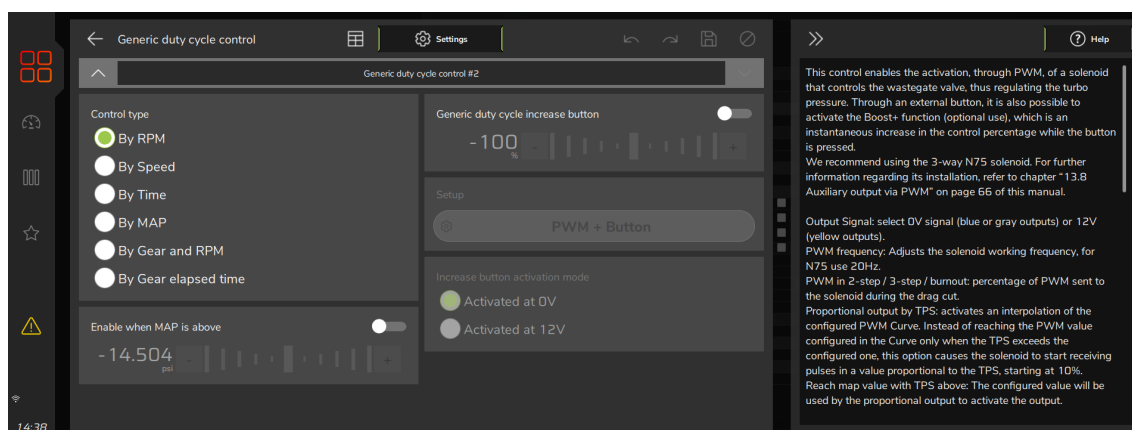 Generic duty cycle control
Settings
Help
Generic duty cycle control #2
Control type
By RPM
By Speed
By Time
By MAP
By Gear and RPM
By Gear elapsed time
Enable when MAP is above
-14.504
psi
-
+
Generic duty cycle increase button
-100
%
-
+
Setup
PWM + Button
Increase button activation mode
Activated at 0V
Activated at 12V
This control enables the activation, through PWM, of a solenoid
that controls the wastegate valve, thus regulating the turbo
pressure. Through an external button, it is also possible to
activate the Boost+ function (optional use), which is an
instantaneous increase in the control percentage while the button
is pressed.
We recommend using the 3-way N75 solenoid. For further
information regarding its installation, refer to chapter "13.8
Auxiliary output via PWM" on page 66 of this manual.
Output Signal: select 0V signal (blue or gray outputs) or 12V
(yellow outputs).
PWM frequency: Adjusts the solenoid working frequency, for
N75 use 20Hz.
PWM in 2-step / 3-step / burnout: percentage of PWM sent to
the solenoid during the drag cut.
Proportional output by TPS: activates an interpolation of the
configured PWM Curve. Instead of reaching the PWM value
configured in the Curve only when the TPS exceeds the
configured one, this option causes the solenoid to start receiving
pulses in a value proportional to the TPS, starting at 10%.
Reach map value with TPS above: The configured value will be
used by the proportional output to activate the output.
14:38